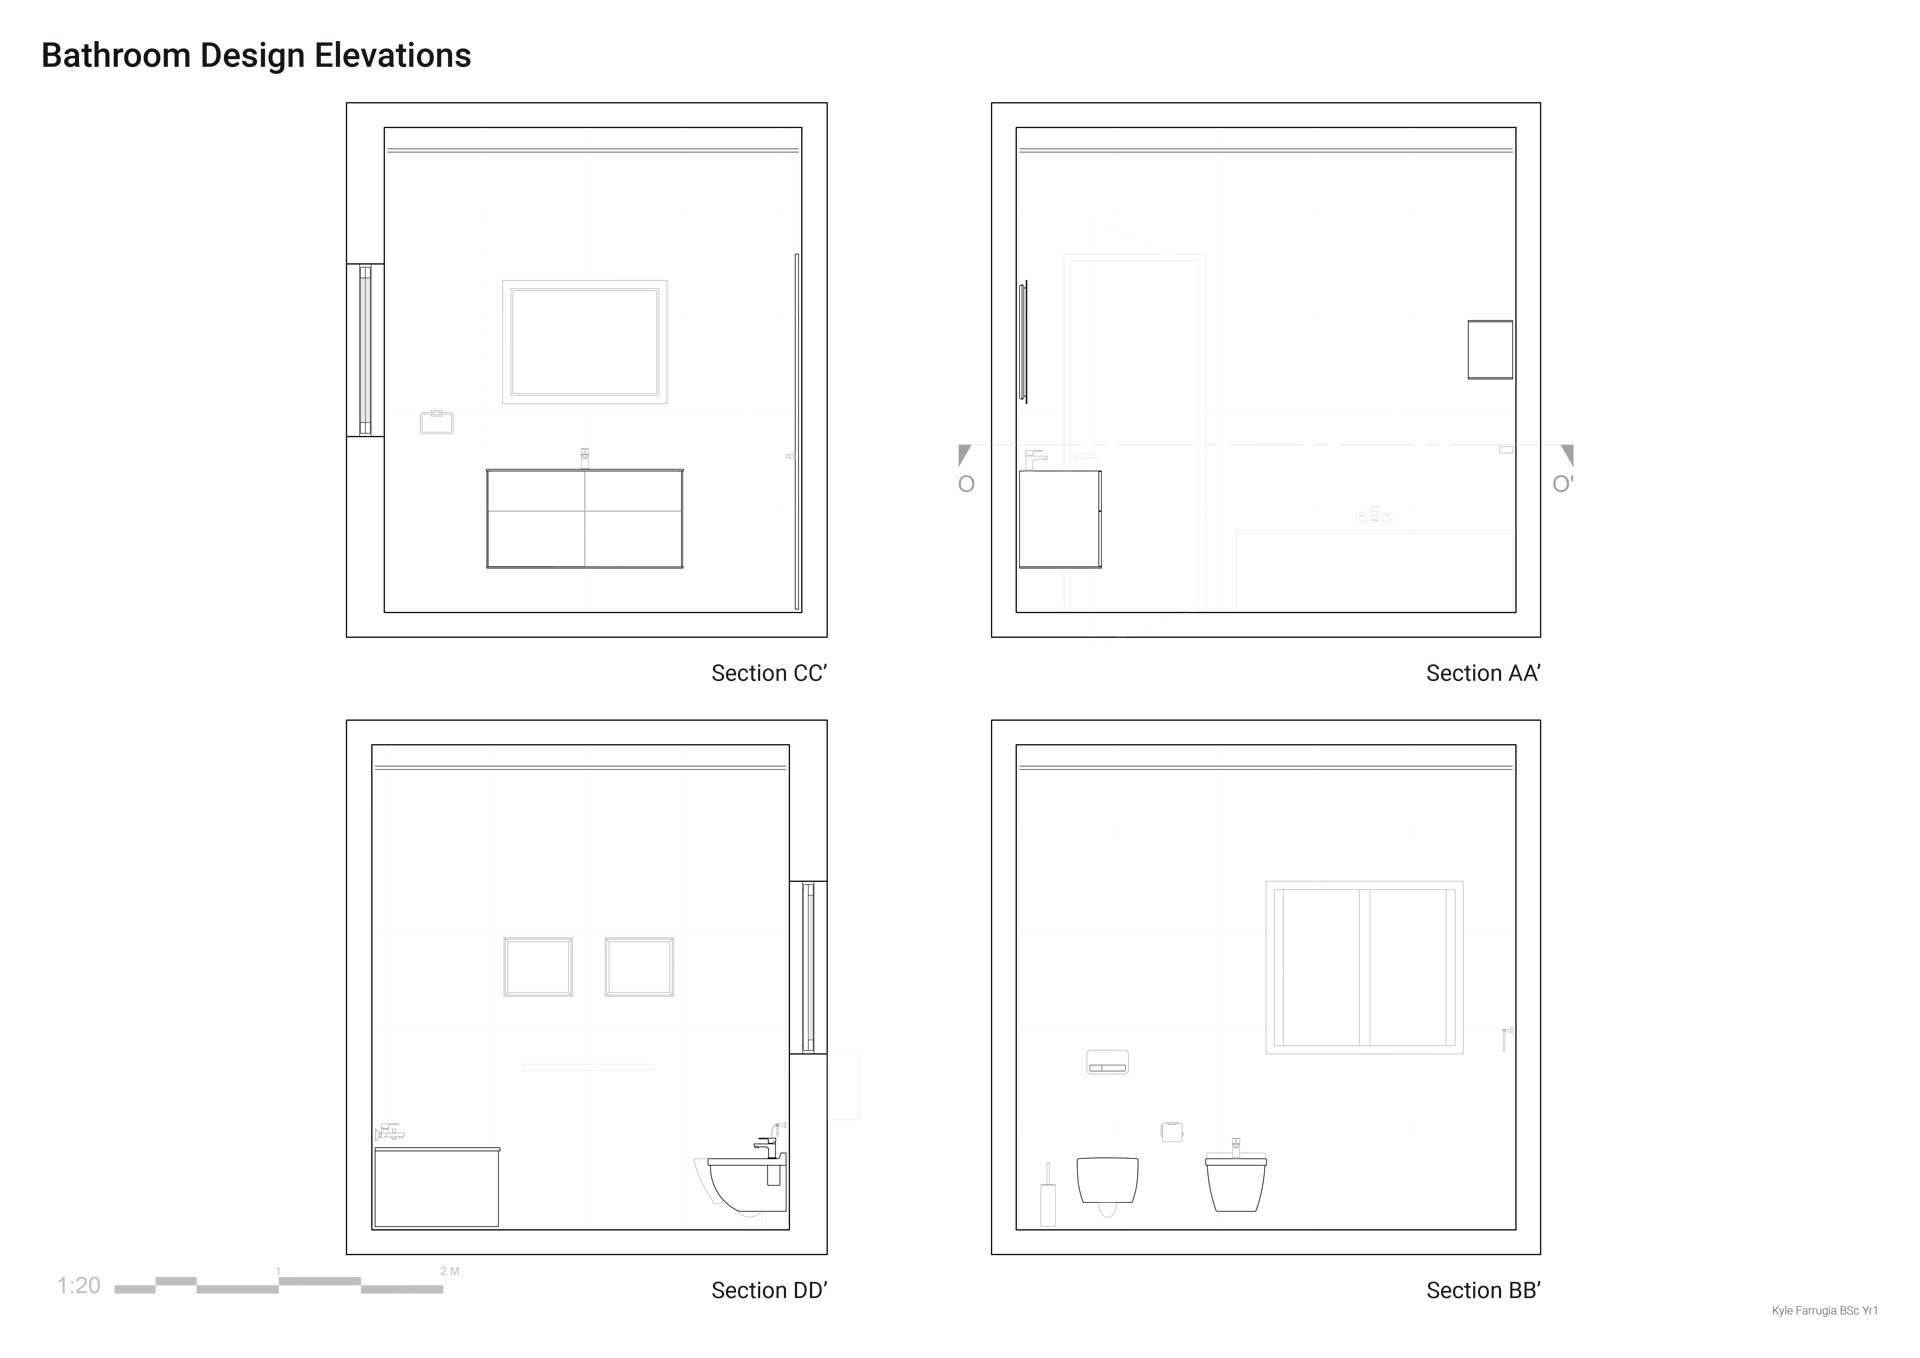 Bathroom Design Elevations
O
O'
Section CC’
Section AA’
1:20
1
2 M
Section DD’
Section BB’
Kyle Farrugia BSc Yr1